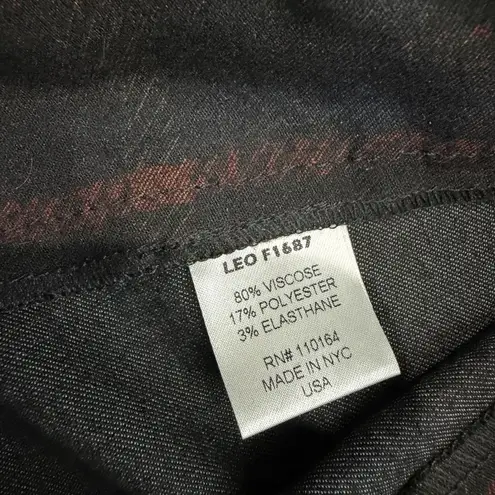 LEO F1687
80% VISCOSE
17% POLYESTER
3% ELASTHANE
RN# 110164
MADE IN NYC
USA